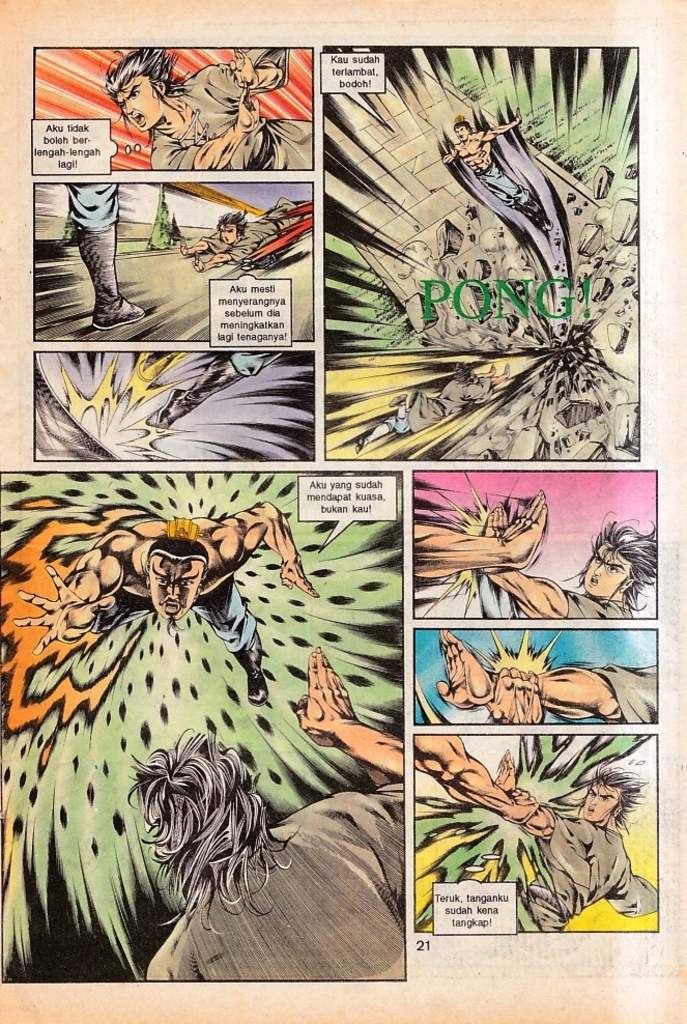 Aku tidak
boleh ber-
lengah-lengah
lagi!
Aku mesti
menyerangnya
sebelum dia
meningkatkan
lagi tenaganya!
Kau sudah
terlambat,
bodoh!
PONG!
Aku yang sudah
mendapat kuasa,
bukan kau!
Teruk, tanganku
sudah kena
tangkap!
21